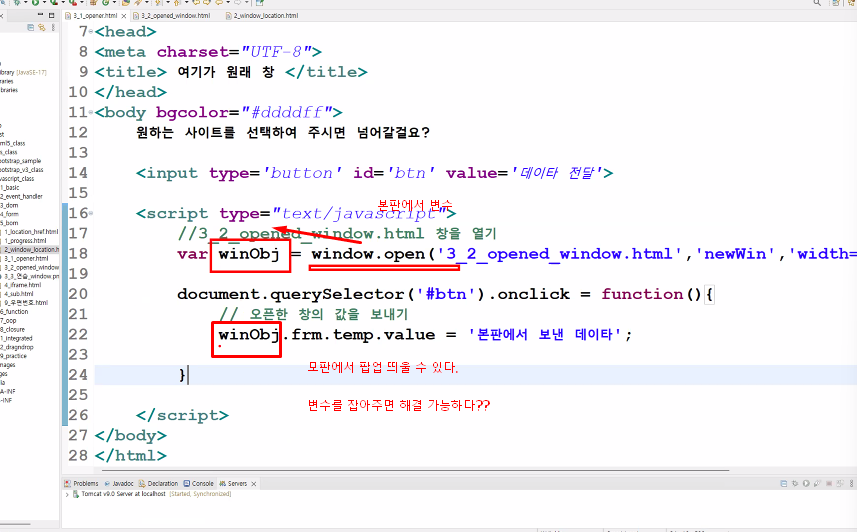 3_1_opener.html
3_2_opened_window.html
2_window_location.html
7
8 <meta charset="UTF-8">
<head>
9 <title> 여기가 원래 창 </title>
10 </head>
11 <body bgcolor="#ddddff">
12 원하는 사이트를 선택하여 주시면 넘어갈걸요?
13
14 <input type='button' id='btn' value='데이타 전달'>
15
본판에서 변수
16 <script type="text/javascript">
17 //3_2_opened_window.html 창을 열기
18 var winObj = window.open('3_2_opened_window.html','newWin','width=
19
20 document.querySelector('#btn').onclick = function(){
21 // 오픈한 창의 값을 보내기
22 winObj.frm.temp.value = '본판에서 보낸 데이타';
23
모판에서 팝업 띄울 수 있다.
24 }
25
변수를 잡아주면 해결 가능하다??
26 </script>
27 </body>
28 </html>
ibrary [JavaSE-17]
raries
ibraries
st
ml5_class
s_class
ootstrap_sample
ootstrap_v3_class
vascript_class
1_basic
2_event_handler
3_dom
4_form
5_bom
1_location_href.html
1_progress.html
2_window_location.h
3_1_opener.html
3_2_opened_window
3_3_연습_window.pn
4_iframe.html
4_sub.html
9_우편번호.html
6_function
7_oop
8_closure
1_integrated
2_dragndrop
9_practice
mages
ges
la
A-INF
-INF
Problems
Javadoc
Declaration
Console
Servers
Tomcat v9.0 Server at localhost [Started, Synchronized]